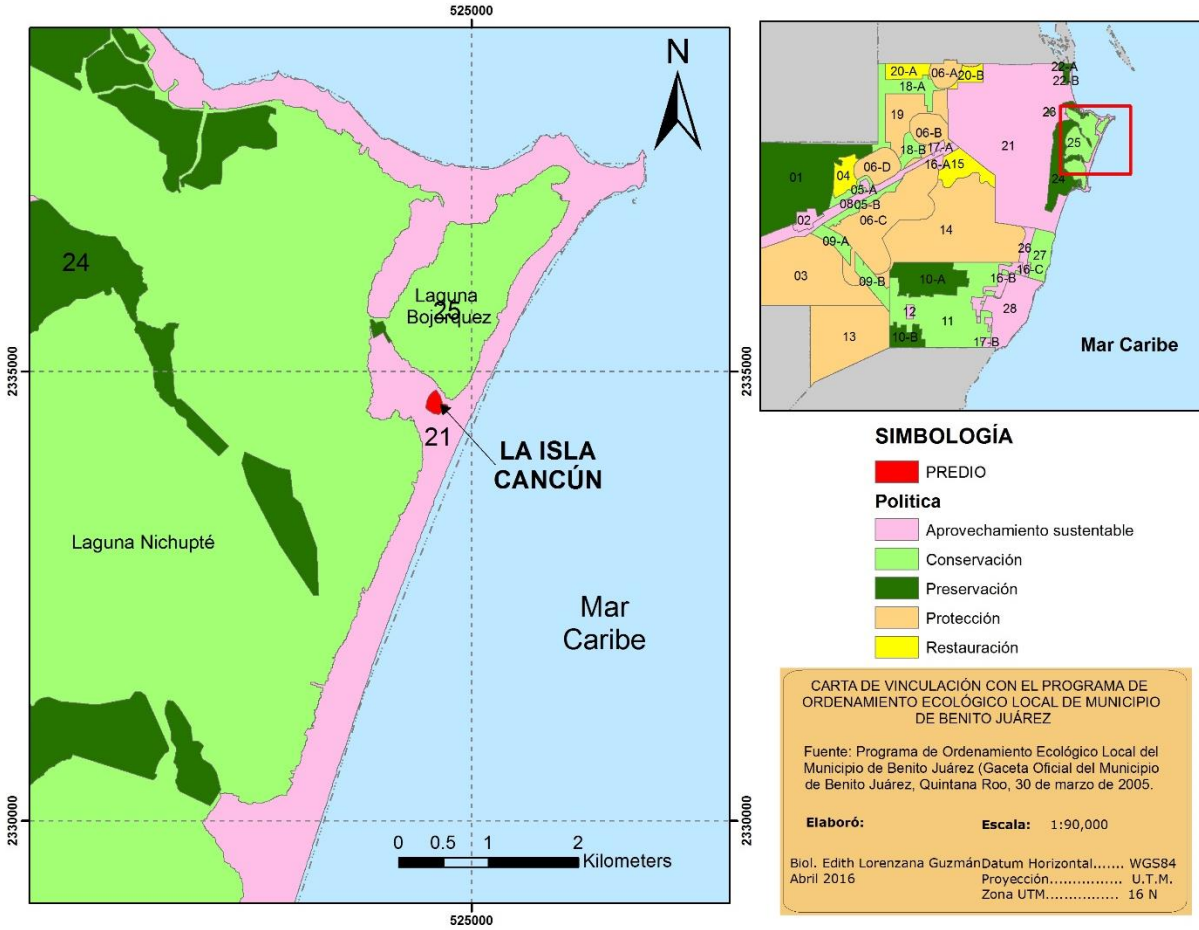 525000
N
24
Laguna
Bojorquez
25
2335000
2335000
21
LA ISLA
CANCÚN
Laguna Nichupté
Mar
Caribe
2330000
2330000
0 0.5 1 2
Kilometers
525000
20-A
06-A
20-B
22-A
22-B
18-A
23
19
06-B
21
25
18-B
17-A
16-A
15
01
04
06-D
24
05-A
08
05-B
02
06-C
14
09-A
26
27
03
09-B
10-A
16-B
16-C
12
11
28
13
10-B
17-B
Mar Caribe
SIMBOLOGÍA
PREDIO
Politica
Aprovechamiento sustentable
Conservación
Preservación
Protección
Restauración
CARTA DE VINCULACIÓN CON EL PROGRAMA DE
ORDENAMIENTO ECOLÓGICO LOCAL DE MUNICIPIO
DE BENITO JUÁREZ
Fuente: Programa de Ordenamiento Ecológico Local del
Municipio de Benito Juárez (Gaceta Oficial del Municipio
de Benito Juárez, Quintana Roo, 30 de marzo de 2005.
Elaboró: Escala: 1:90,000
Biol. Edith Lorenzana Guzmán Datum Horizontal....... WGS84
Abril 2016 Proyección................ U.T.M.
Zona UTM................ 16 N